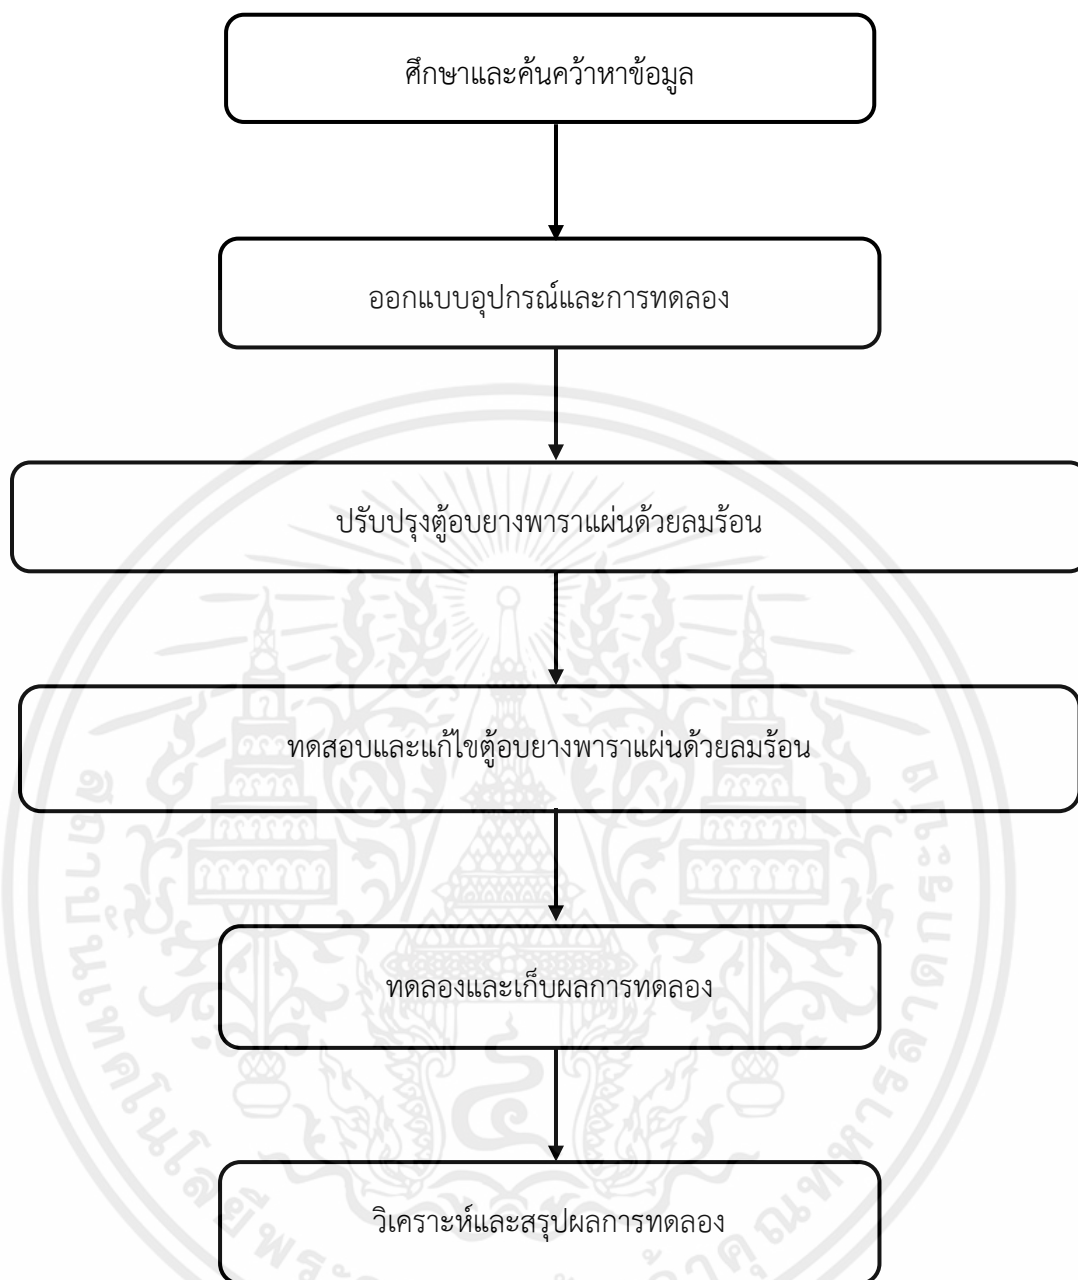 ศึกษาและค้นคว้าหาข้อมูล
ออกแบบอุปกรณ์และการทดลอง
ปรับปรุงตู้อบยางพาราแผ่นด้วยลมร้อน
ทดสอบและแก้ไขตู้อบยางพาราแผ่นด้วยลมร้อน
ทดลองและเก็บผลการทดลอง
วิเคราะห์และสรุปผลการทดลอง